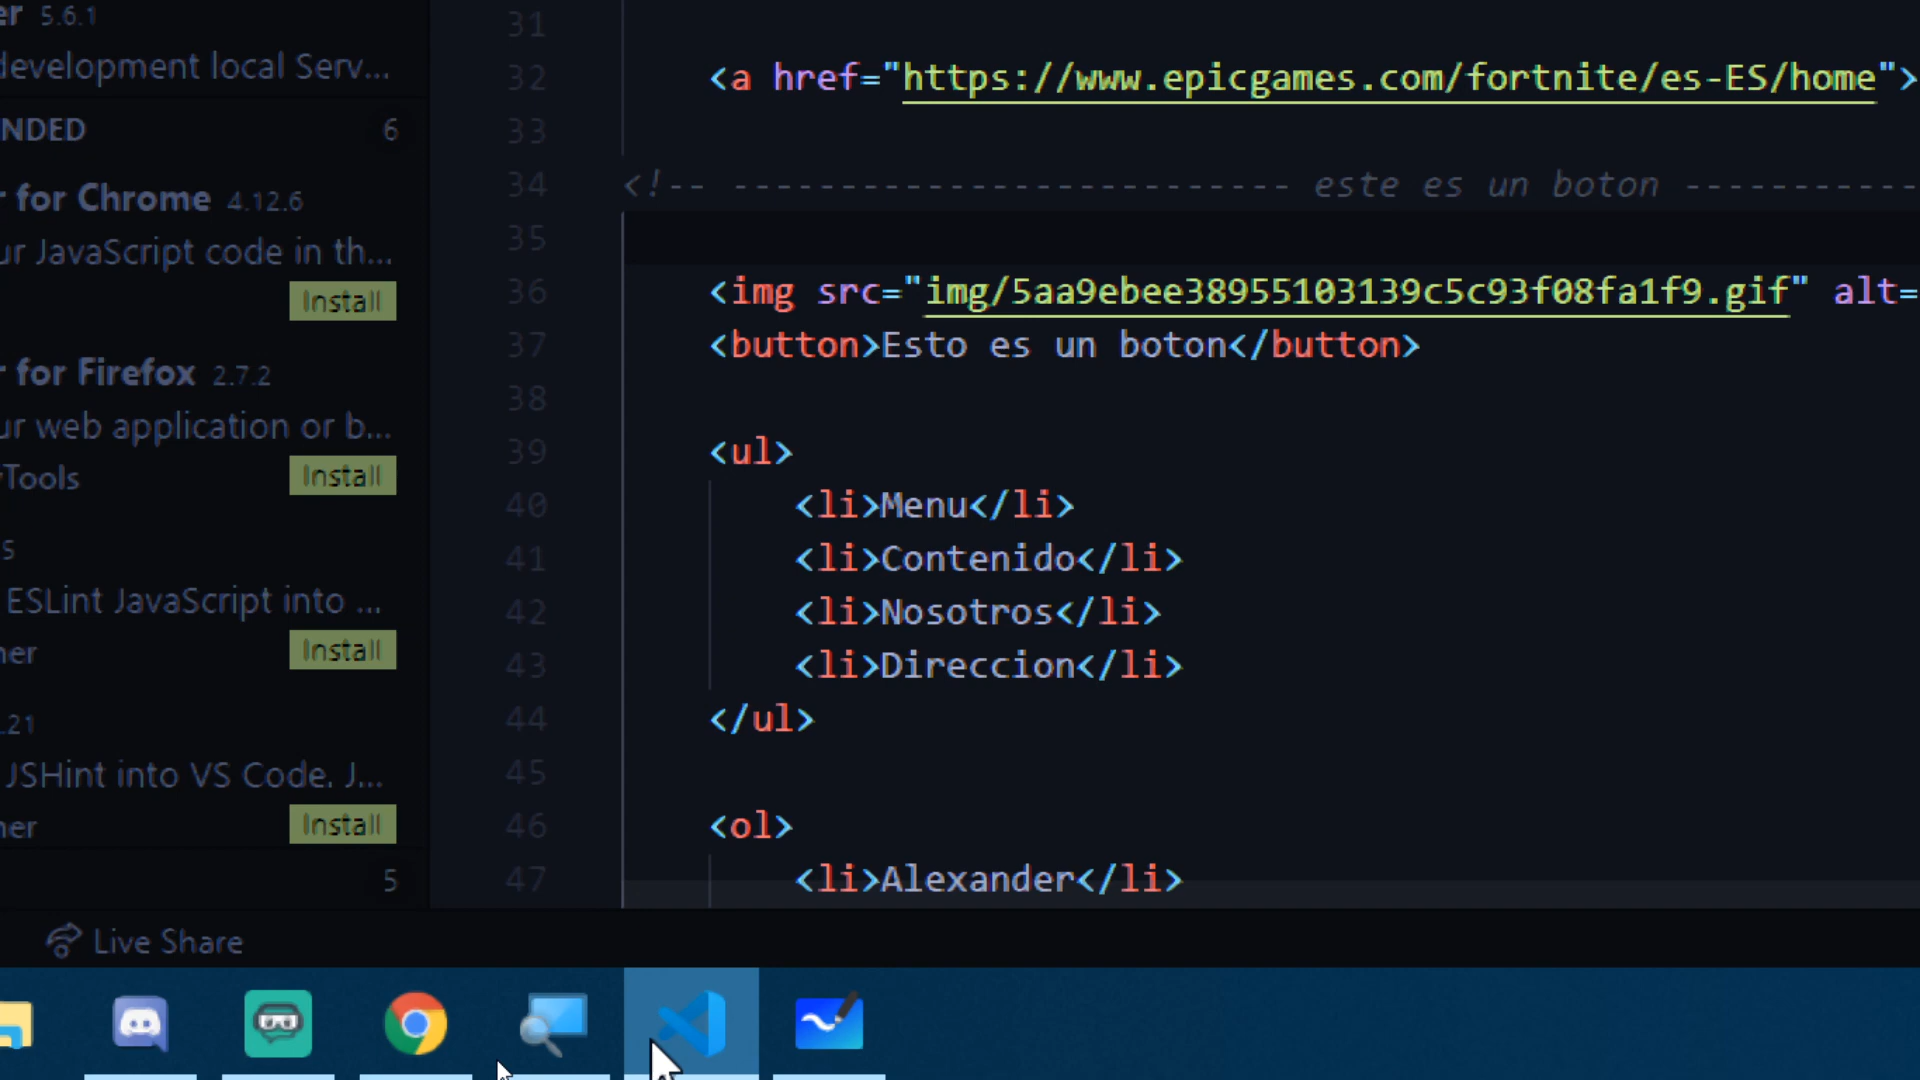 5.6.1
development local Serv...
NDED 6
for Chrome 4.12.6
ur JavaScript code in th...
Install
for Firefox 2.7.2
ur web application or b...
Tools Install
5
ESLint JavaScript into ...
Install
.21
JSHint into VS Code. J...
Install
5
31
32 <a href="https://www.epicgames.com/fortnite/es-ES/home">
33
34 <!-- -------------------------- este es un boton -----------
35
36 <img src="img/5aa9ebee38955103139c5c93f08fa1f9.gif" alt=
37 <button>Esto es un boton</button>
38
39 <ul>
40 <li>Menu</li>
41 <li>Contenido</li>
42 <li>Nosotros</li>
43 <li>Direccion</li>
44 </ul>
45
46 <ol>
47 <li>Alexander</li>
Live Share